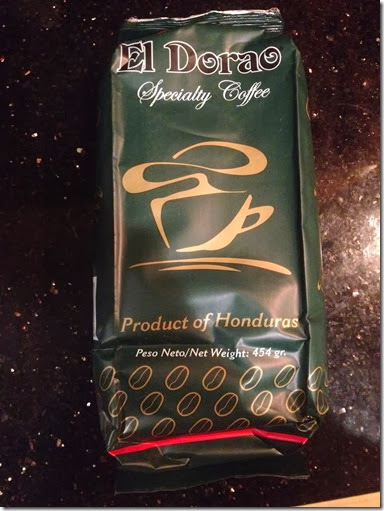 El Dorao
Specialty Coffee
Product of Honduras
Peso Neto/Net Weight: 454 gr.